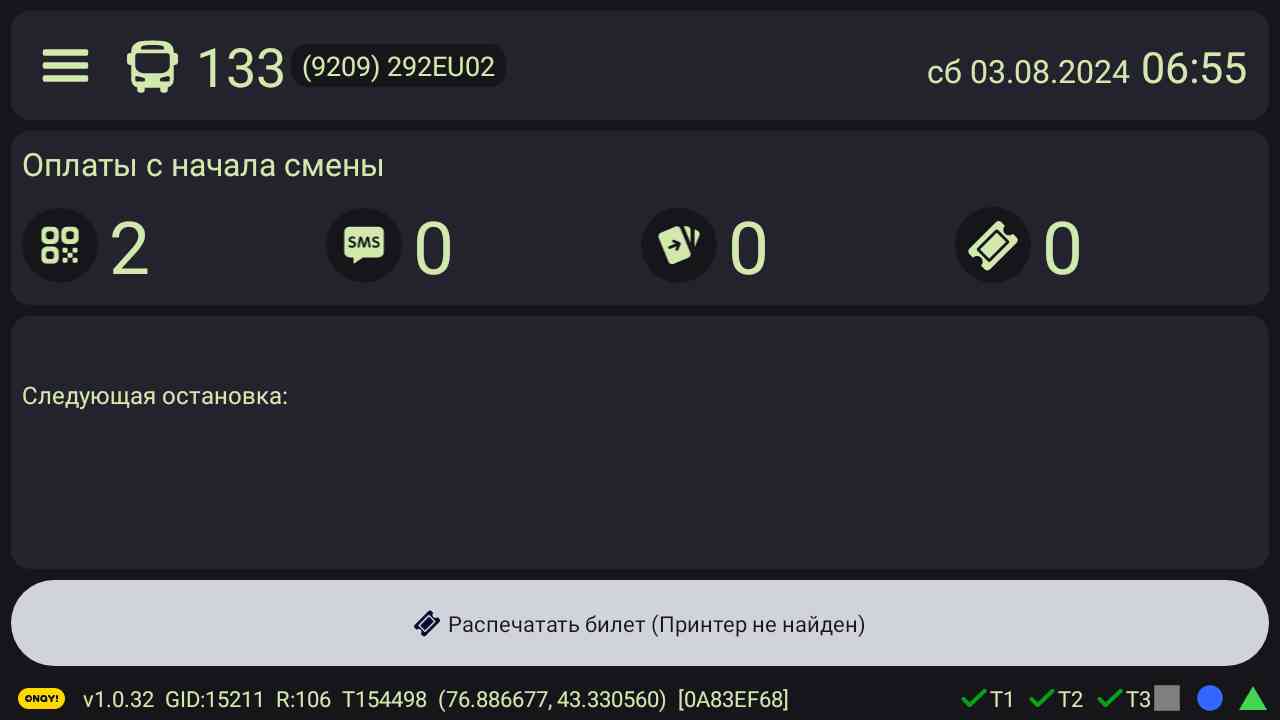 133 (9209) 292EU02 сб 03.08.2024 06:55
Оплаты с начала смены
2 SMS 0 0 0
Следующая остановка:
Распечатать билет (Принтер не найден)
ONAY! v1.0.32 GID:15211 R:106 T154498 (76.886677, 43.330560) [0A83EF68] T1 T2 T3